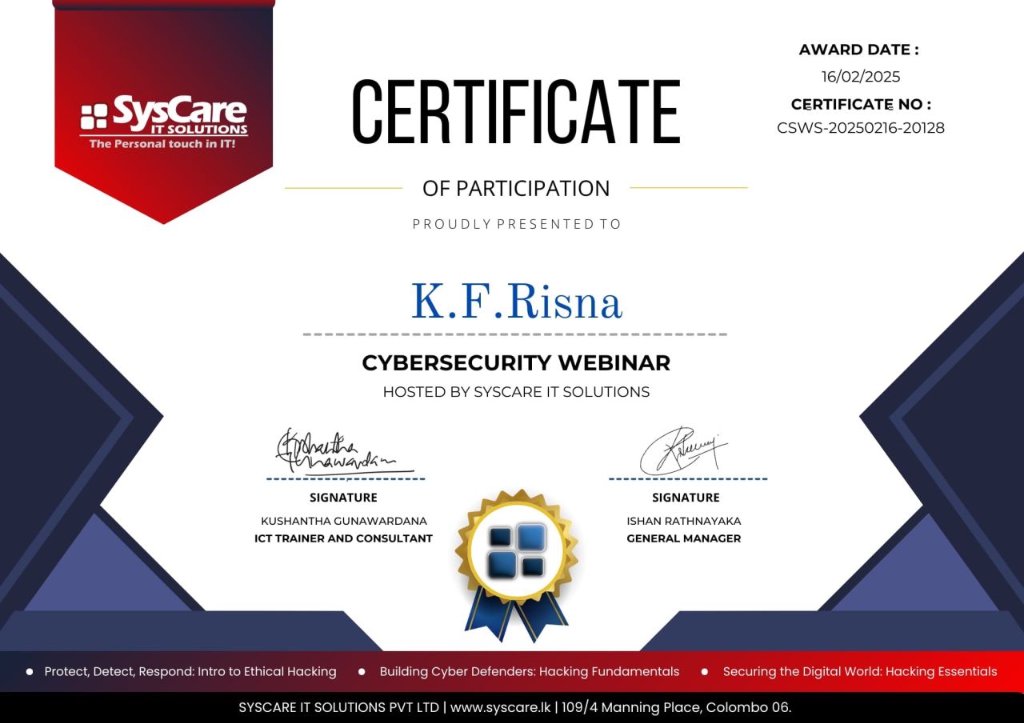 SysCare
IT SOLUTIONS
The Personal touch in IT!
AWARD DATE :
16/02/2025
CERTIFICATE NO :
CSWS-20250216-20128
CERTIFICATE
OF PARTICIPATION
PROUDLY PRESENTED TO
K.F.Risna
CYBERSECURITY WEBINAR
HOSTED BY SYSCARE IT SOLUTIONS
Kushantha
Gunawardana
SIGNATURE
KUSHANTHA GUNAWARDANA
ICT TRAINER AND CONSULTANT
SIGNATURE
ISHAN RATHNAYAKA
GENERAL MANAGER
• Protect, Detect, Respond: Intro to Ethical Hacking • Building Cyber Defenders: Hacking Fundamentals • Securing the Digital World: Hacking Essentials
SYSCARE IT SOLUTIONS PVT LTD | www.syscare.lk | 109/4 Manning Place, Colombo 06.